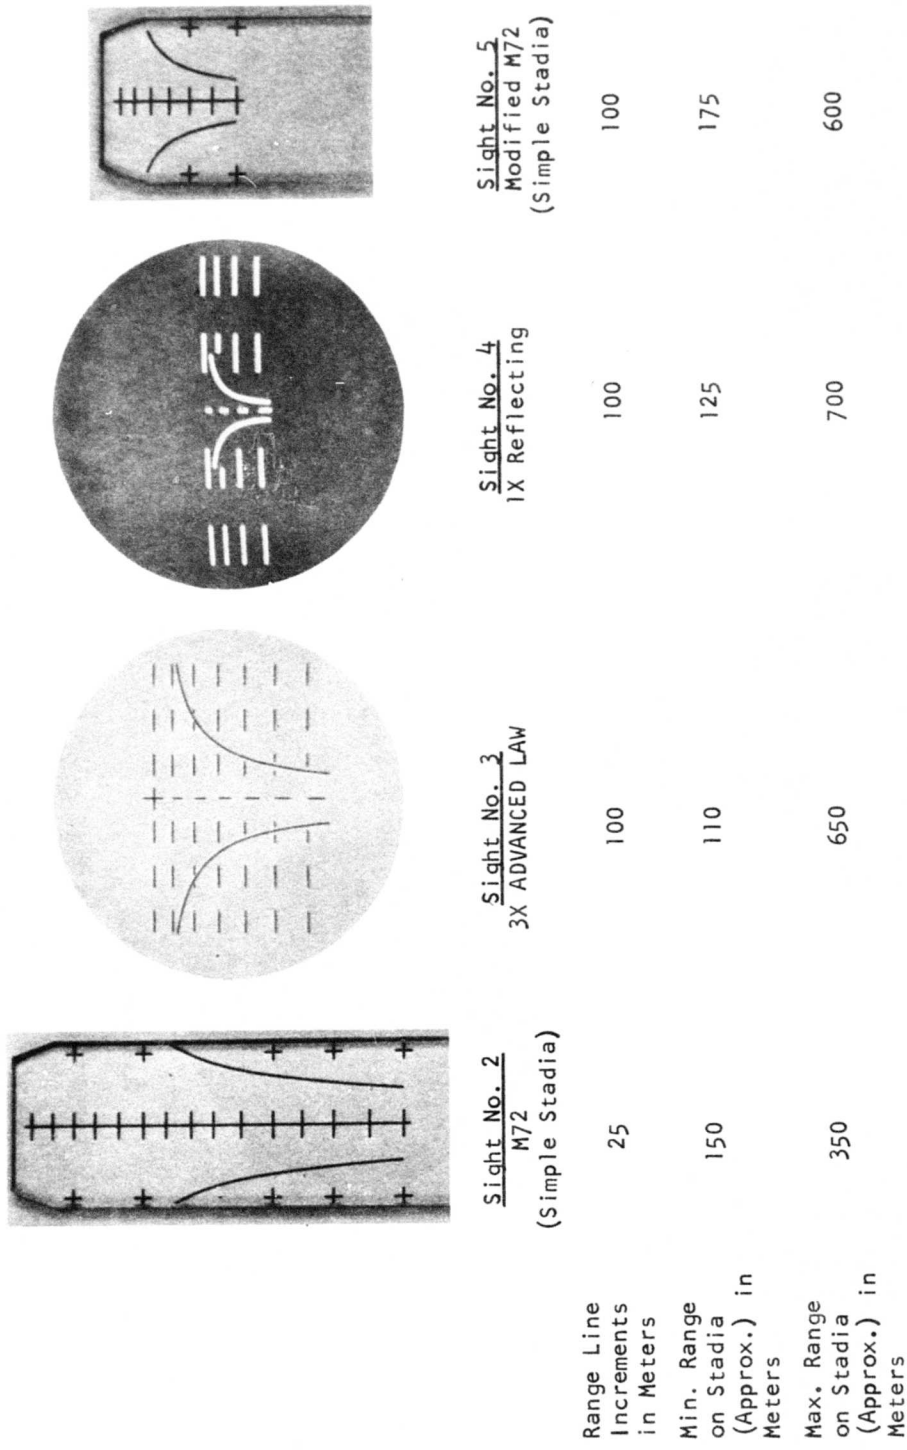 Sight No. 2
M72
(Simple Stadia)
Sight No. 3
3X ADVANCED LAW
Sight No. 4
1X Reflecting
Sight No. 5
Modified M72
(Simple Stadia)
Range Line
Increments
in Meters
25
100
100
100
Min. Range
on Stadia
(Approx.) in
Meters
150
110
125
175
Max. Range
on Stadia
(Approx.) in
Meters
350
650
700
600